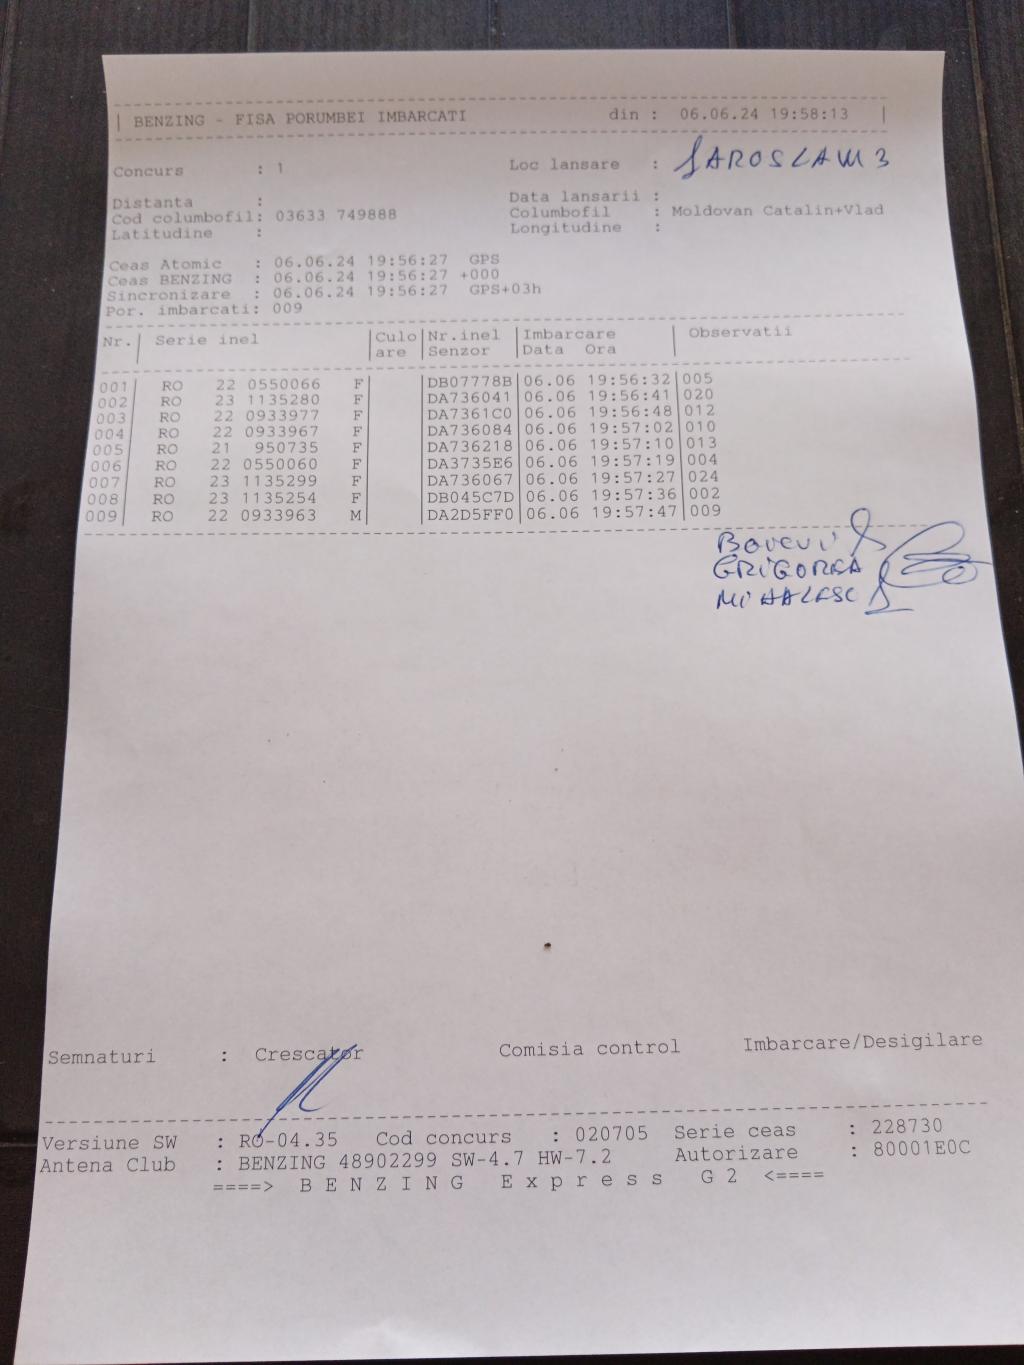 BENZING - FISA PORUMBEI IMBARCATI din : 06.06.24 19:58:13
Concurs : 1 Loc lansare : JAROSLAW 3
Distanta : Data lansarii :
Cod columbofil: 03633 749888 Columbofil : Moldovan Catalin+Vlad
Latitudine : Longitudine :
Ceas Atomic : 06.06.24 19:56:27 GPS
Ceas BENZING : 06.06.24 19:56:27 +000
Sincronizare : 06.06.24 19:56:27 GPS+03h
Por. imbarcati: 009
Nr. | Serie inel |Culo|Nr.inel |Imbarcare | Observatii
| |are |Senzor |Data Ora |
001| RO 22 0550066 F| |DB07778B|06.06 19:56:32|005
002| RO 23 1135280 F| |DA736041|06.06 19:56:41|020
003| RO 22 0933977 F| |DA7361C0|06.06 19:56:48|012
004| RO 22 0933967 F| |DA736084|06.06 19:57:02|010
005| RO 21 950735 F| |DA736218|06.06 19:57:10|013
006| RO 22 0550060 F| |DA3735E6|06.06 19:57:19|004
007| RO 23 1135299 F| |DA736067|06.06 19:57:27|024
008| RO 23 1135254 F| |DB045C7D|06.06 19:57:36|002
009| RO 22 0933963 M| |DA2D5FF0|06.06 19:57:47|009
GRIGOREA
Semnaturi : Crescator Comisia control Imbarcare/Desigilare
Versiune SW : RO-04.35 Cod concurs : 020705 Serie ceas : 228730
Antena Club : BENZING 48902299 SW-4.7 HW-7.2 Autorizare : 80001E0C
====> B E N Z I N G E x p r e s s G 2 <====